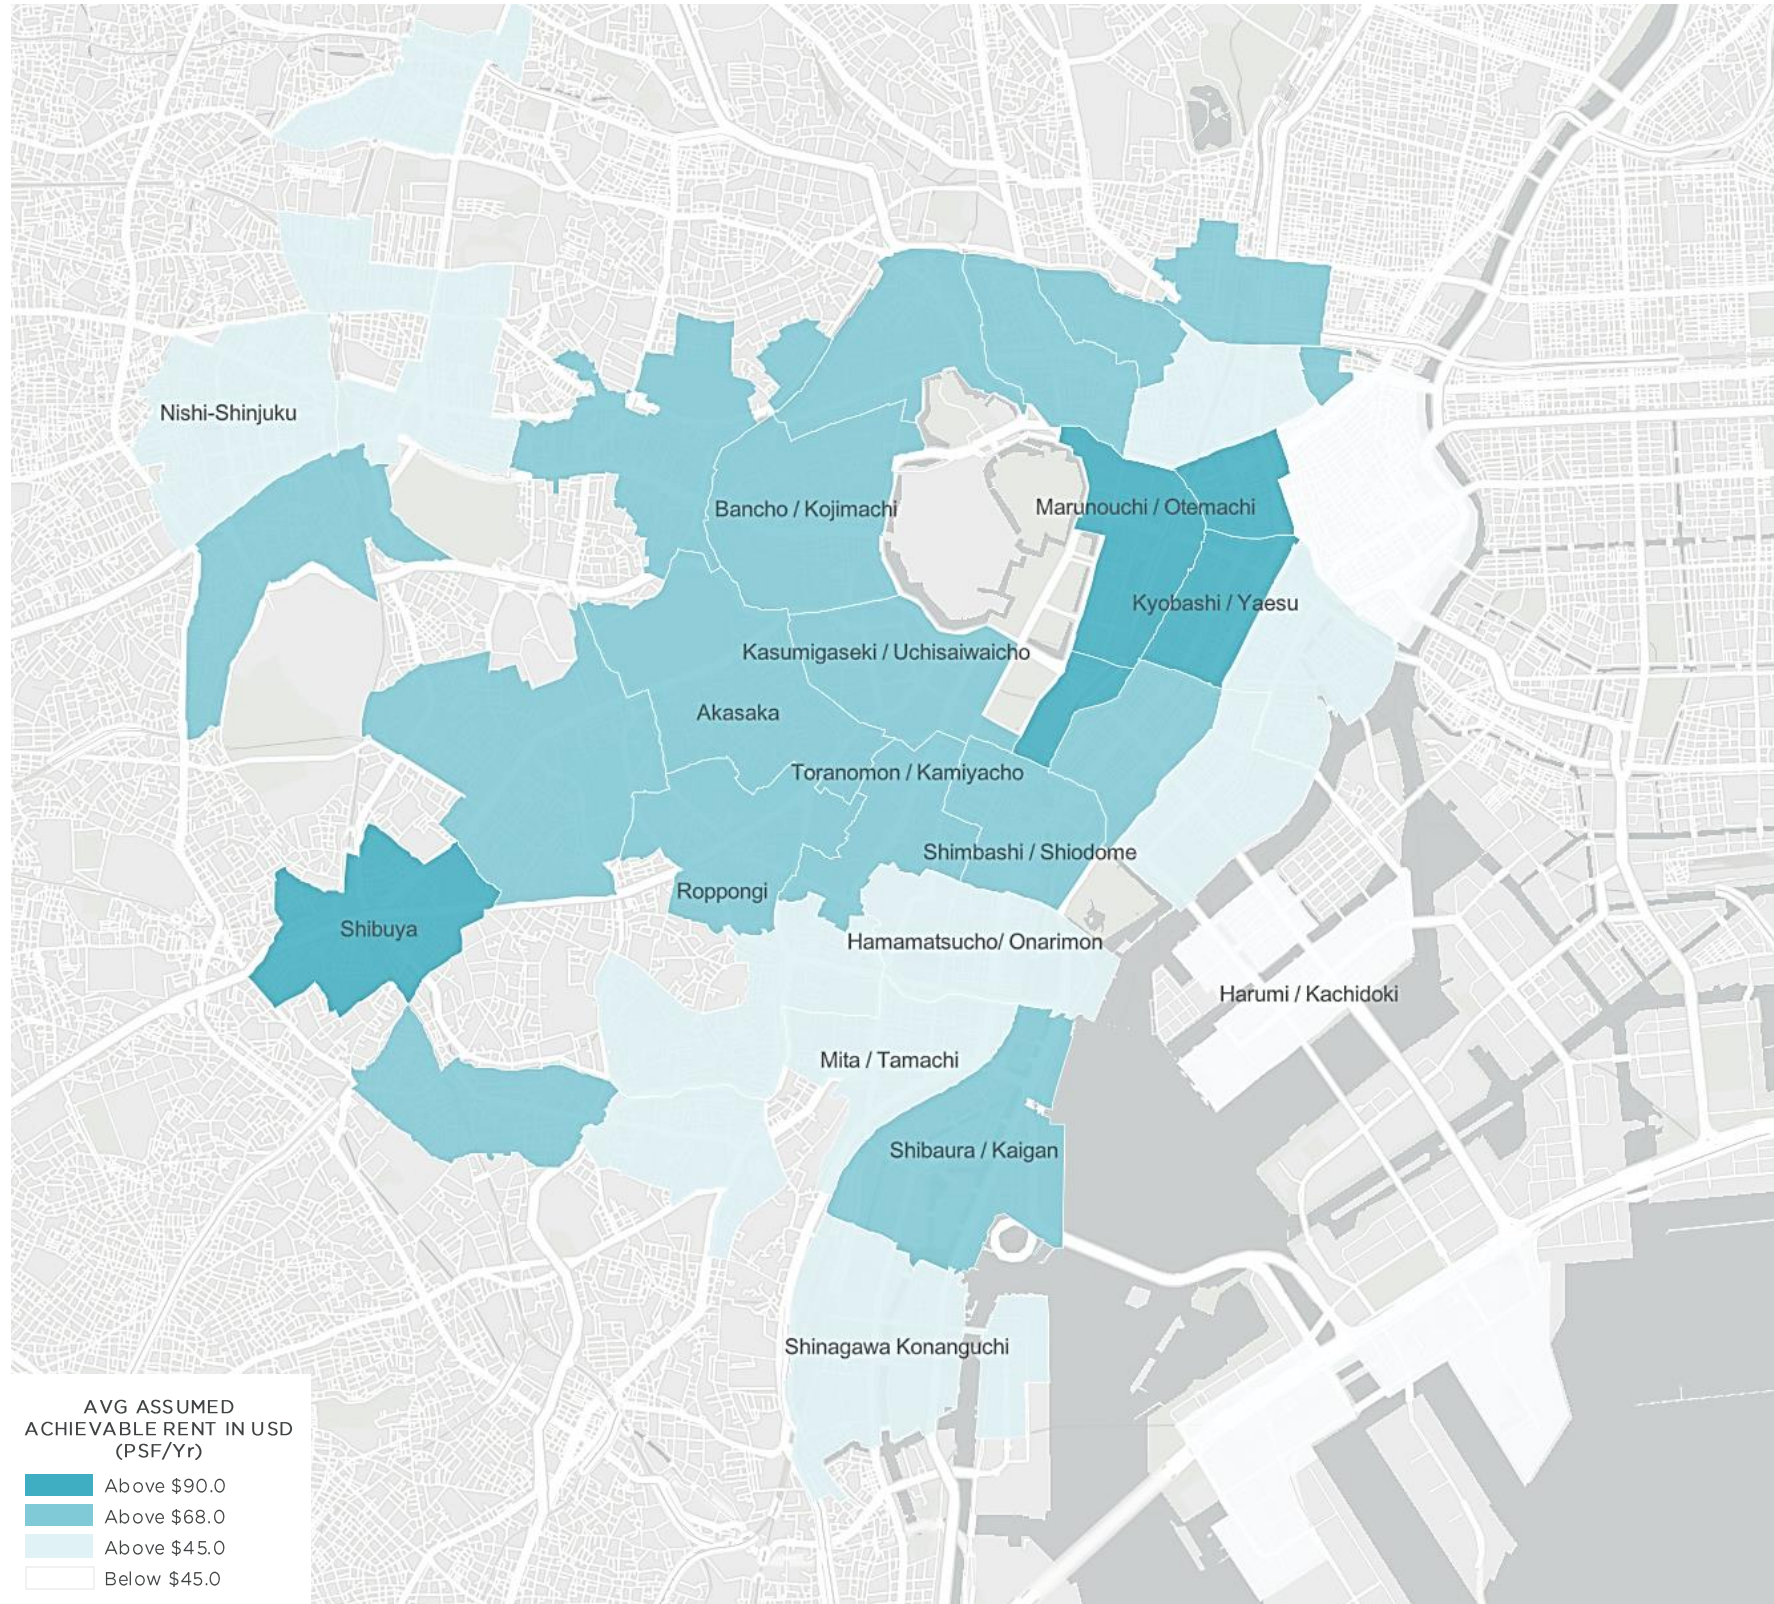 Nishi-Shinjuku
Bancho / Kojimachi
Marunouchi / Otemachi
Kyobashi / Yaesu
Kasumigaseki / Uchisaiwaicho
Akasaka
Toranomon / Kamiyacho
Shimbashi / Shiodome
Roppongi
Shibuya
Hamamatsucho/ Onarimon
Harumi / Kachidoki
Mita / Tamachi
Shibaura / Kaigan
Shinagawa Konanguchi
AVG ASSUMED
ACHIEVABLE RENT IN USD
(PSF/Yr)
Above $90.0
Above $68.0
Above $45.0
Below $45.0